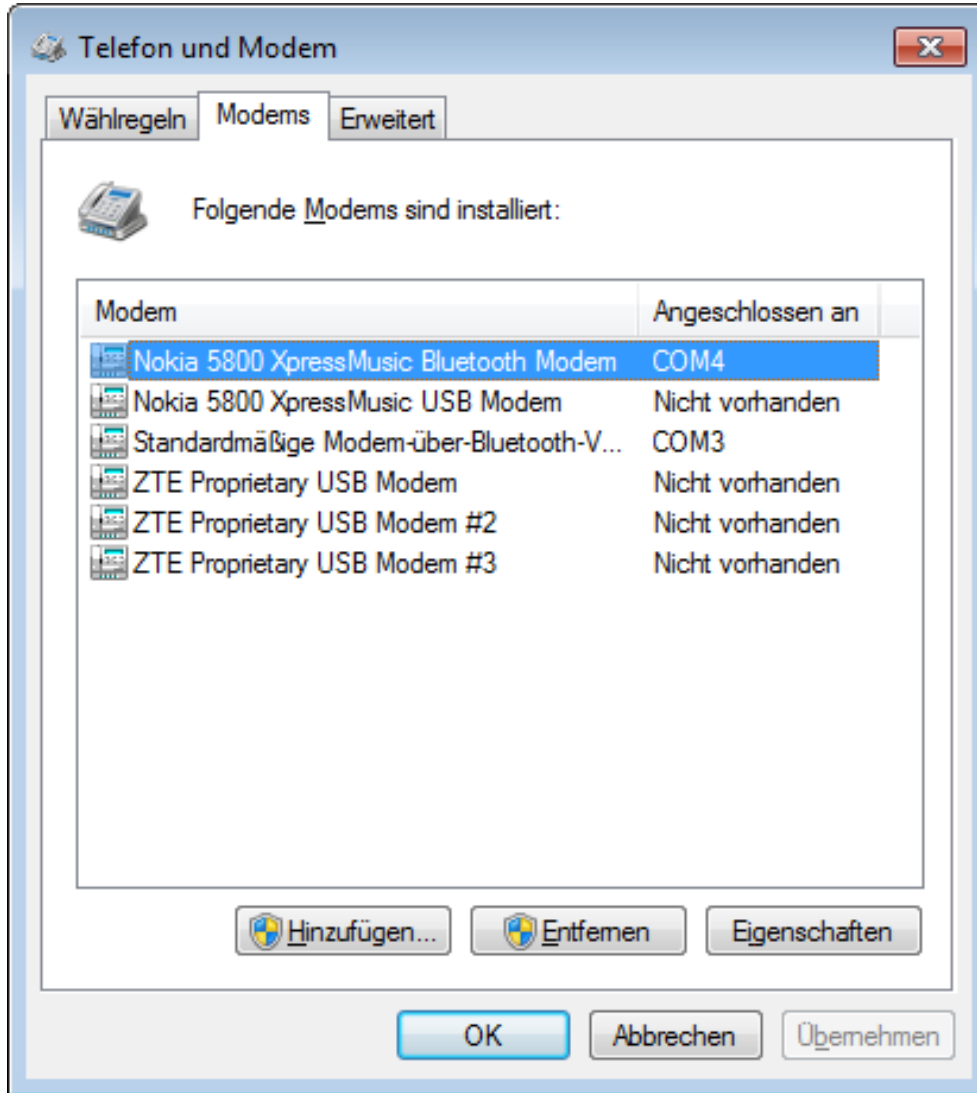 Telefon und Modem
Wählregeln Modems Erweitert
Folgende Modems sind installiert:
Modem Angeschlossen an
Nokia 5800 XpressMusic Bluetooth Modem COM4
Nokia 5800 XpressMusic USB Modem Nicht vorhanden
Standardmäßige Modem-über-Bluetooth-V... COM3
ZTE Proprietary USB Modem Nicht vorhanden
ZTE Proprietary USB Modem #2 Nicht vorhanden
ZTE Proprietary USB Modem #3 Nicht vorhanden
Hinzufügen... Entfernen Eigenschaften
OK Abbrechen Übernehmen